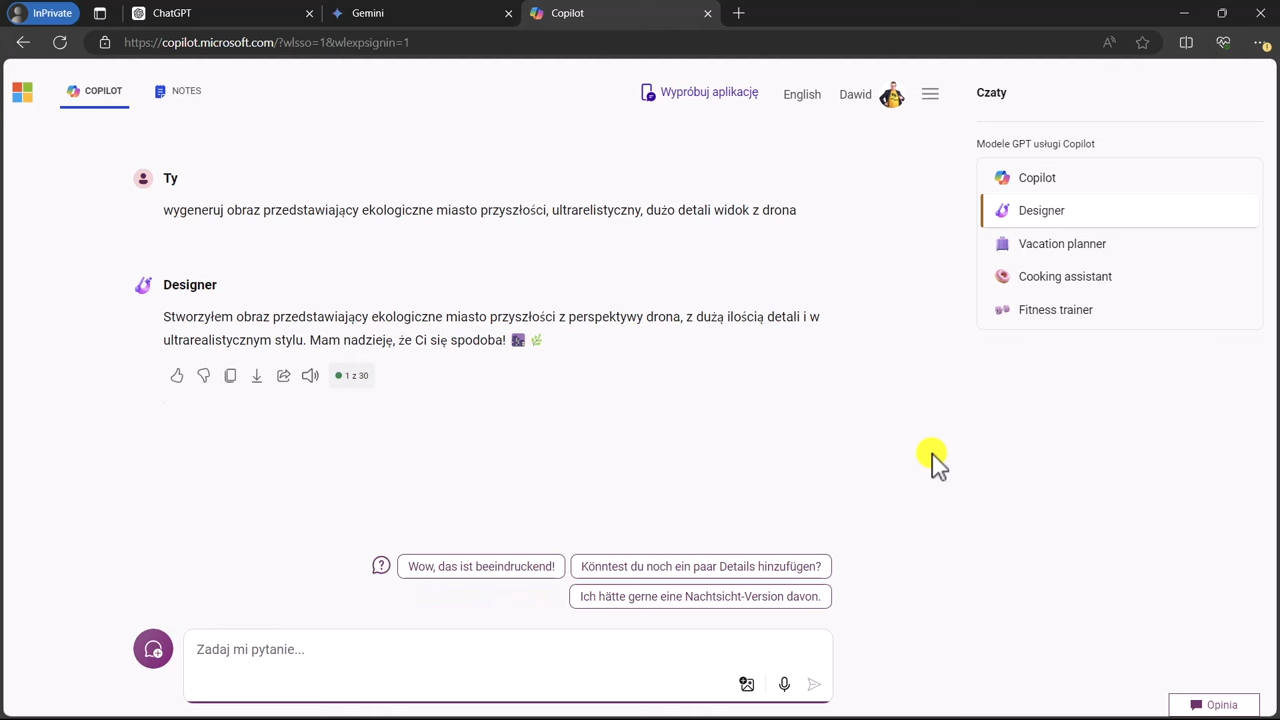 InPrivate
ChatGPT
Gemini
Copilot
https://copilot.microsoft.com/?wlsso=1&wlexpsignin=1
COPILOT
NOTES
Wypróbuj aplikację
English
Dawid
Czaty
Modele GPT usługi Copilot
Copilot
Designer
Vacation planner
Cooking assistant
Fitness trainer
Ty
wygeneruj obraz przedstawiający ekologiczne miasto przyszłości, ultrarelistyczny, dużo detali widok z drona
Designer
Stworzyłem obraz przedstawiający ekologiczne miasto przyszłości z perspektywy drona, z dużą ilością detali i w
ultrarealistycznym stylu. Mam nadzieję, że Ci się spodoba! 🌆 🌿
1 z 30
Wow, das ist beeindruckend!
Könntest du noch ein paar Details hinzufügen?
Ich hätte gerne eine Nachtsicht-Version davon.
Zadaj mi pytanie...
Opinia